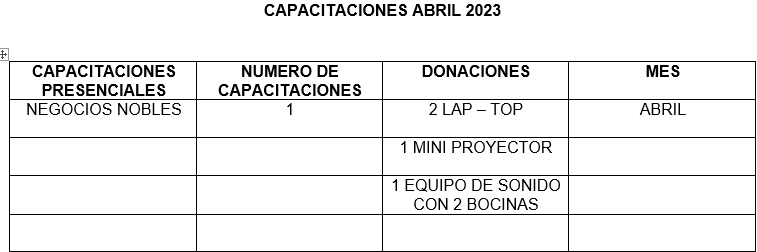 CAPACITACIONES ABRIL 2023
CAPACITACIONES PRESENCIALES
NUMERO DE CAPACITACIONES
DONACIONES
MES
NEGOCIOS NOBLES
1
2 LAP – TOP
ABRIL
1 MINI PROYECTOR
1 EQUIPO DE SONIDO
CON 2 BOCINAS